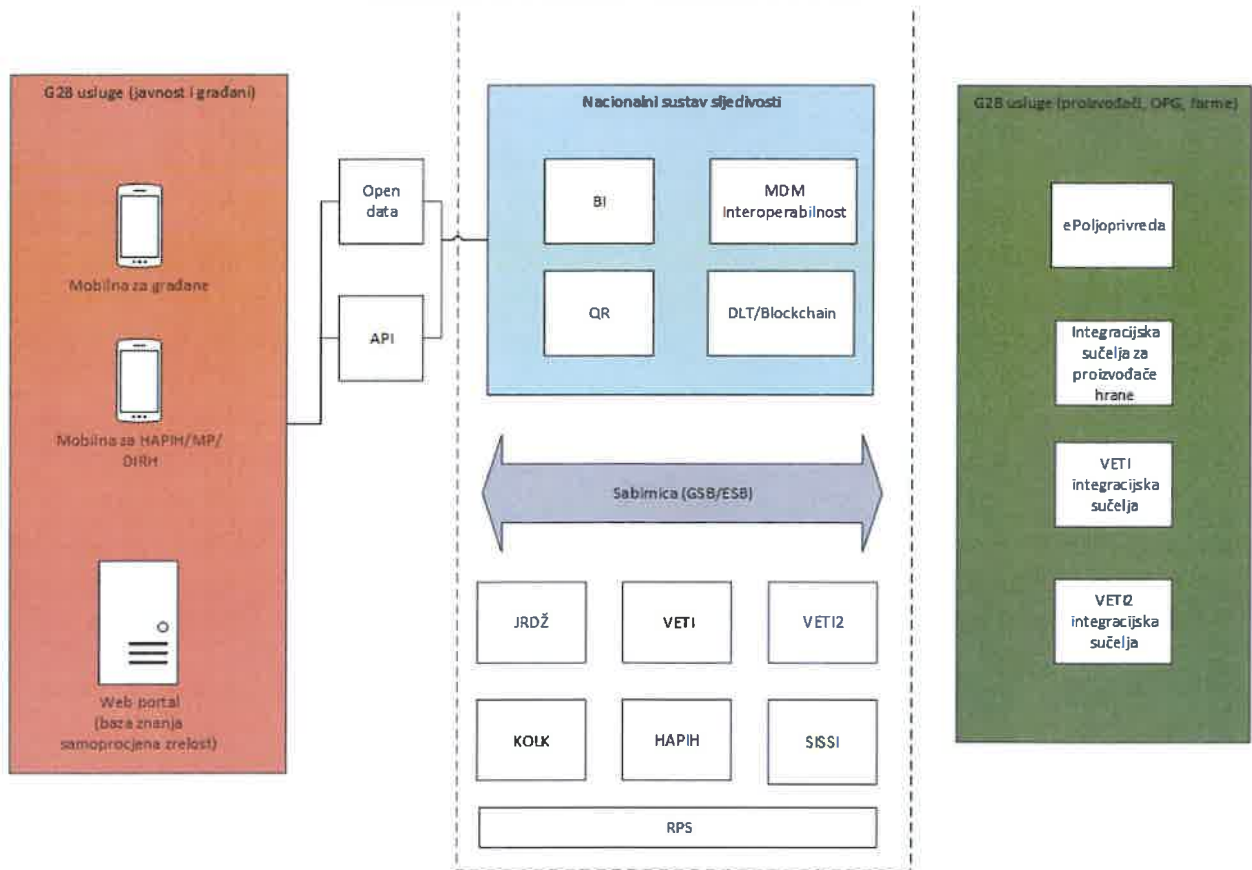 G2B usluge (javnost i građani)
Mobilna za građane
Mobilna za HAPIH/MP/
DIRH
Web portal
(baza znanja
samoprocjena zrelost)
Open
data
API
Nacionalni sustav sljedivosti
BI
MDM
Interoperabilnost
QR
DLT/Blockchain
Sabirnica (GSB/ESB)
JRDŽ
VETI
VETI2
KOLK
HAPIH
SISSI
RPS
G2B usluge (proizvođači, OPG, farme)
ePoljoprivreda
Integracijska
sučelja za
proizvođače
hrane
VETI
integracijska
sučelja
VETI2
integracijska
sučelja